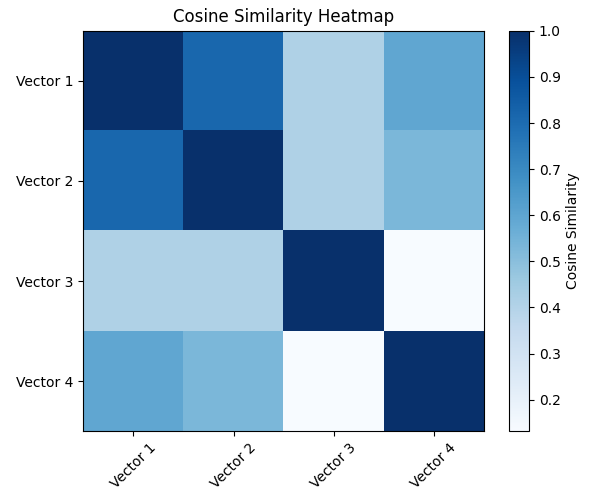 Cosine Similarity Heatmap
Vector 1
Vector 2
Vector 3
Vector 4
Vector 1
Vector 2
Vector 3
Vector 4
1.0
0.9
0.8
0.7
0.6
0.5
0.4
0.3
0.2
Cosine Similarity